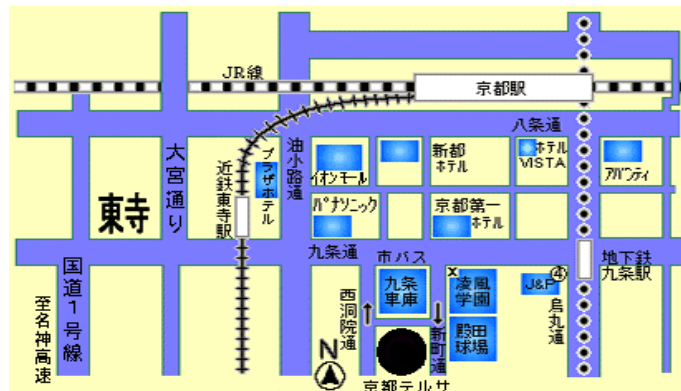 JR線
京都駅
八条通
大宮通り
近鉄東寺駅
プラザホテル
油小路通
イオンモール
新都
ホテル
ホテル
VISTA
アバンティ
東寺
パナソニック
京都第一
ホテル
九条通
市バス
地下鉄
九条駅
国道1号線
至名神高速
西洞院通
九条
車庫
x
凌風
学園
J&P
④
烏丸通
新町通
殿田
球場
N
京都テルサ